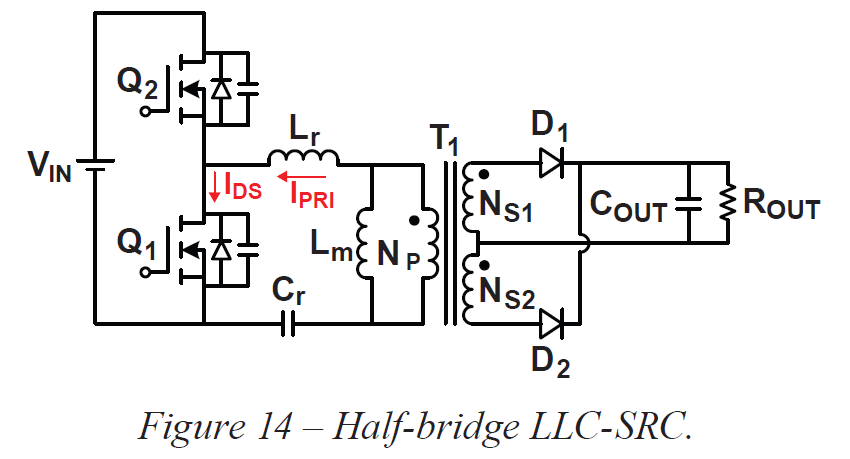 Q2
VIN
Lr
IDS
IPRI
Q1
Lm
NP
Cr
T1
D1
NS1
COUT
ROUT
NS2
D2
Figure 14 – Half-bridge LLC-SRC.